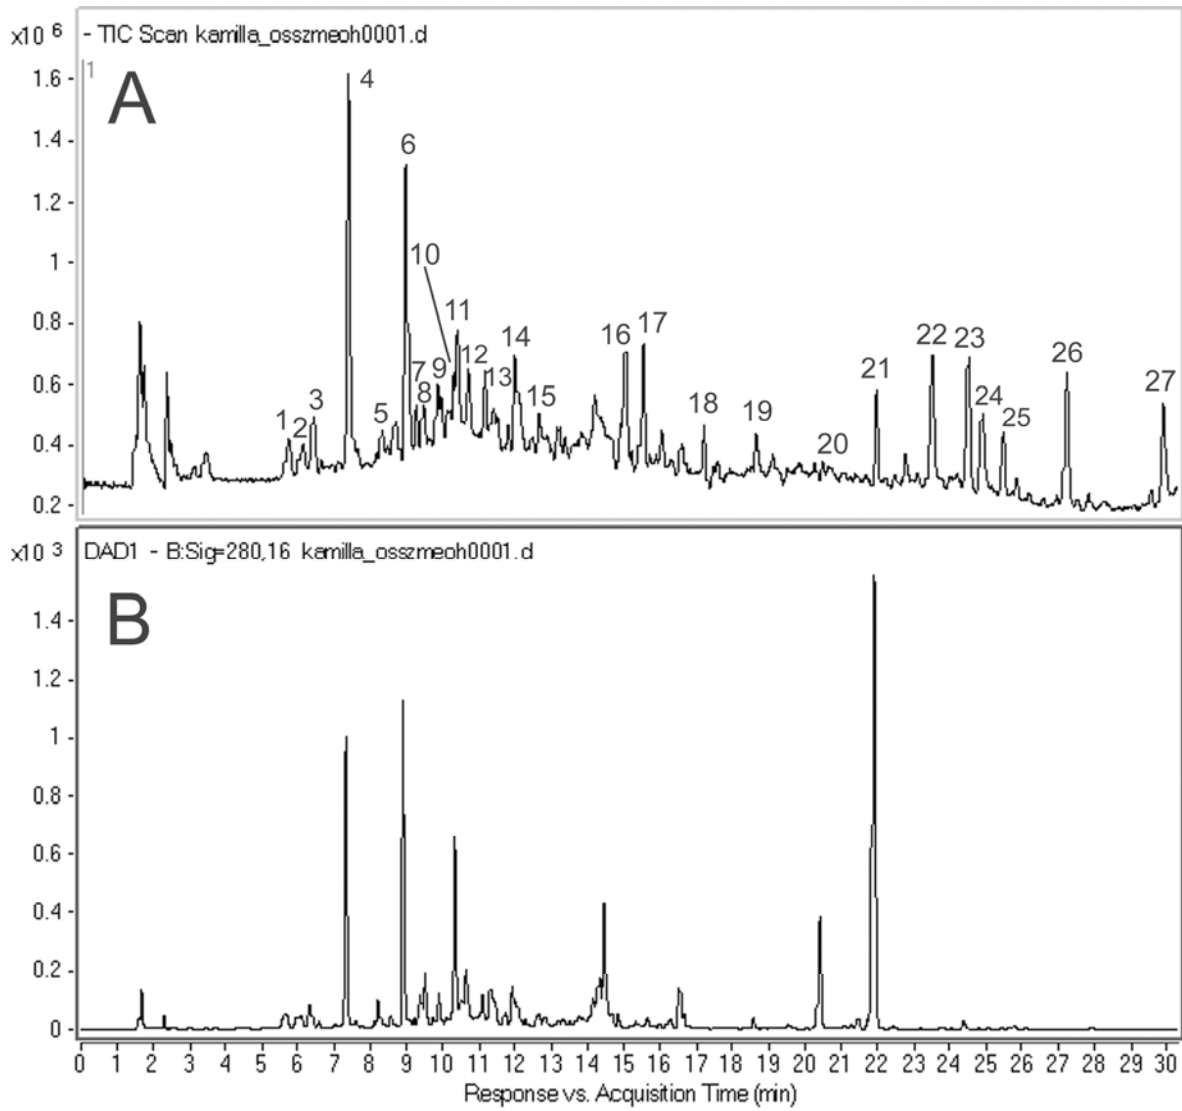 x10 6
- TIC Scan kamilla_osszmeoh0001.d
1
A
1.6
1.4
1.2
1
0.8
0.6
0.4
0.2
1 2 3 4 5 6 7 8 9 10 11 12 13 14 15 16 17 18 19 20 21 22 23 24 25 26 27
x10 3
DAD1 - B:Sig=280,16 kamilla_osszmeoh0001.d
B
1.4
1.2
1
0.8
0.6
0.4
0.2
0
0 1 2 3 4 5 6 7 8 9 10 11 12 13 14 15 16 17 18 19 20 21 22 23 24 25 26 27 28 29 30
Response vs. Acquisition Time (min)